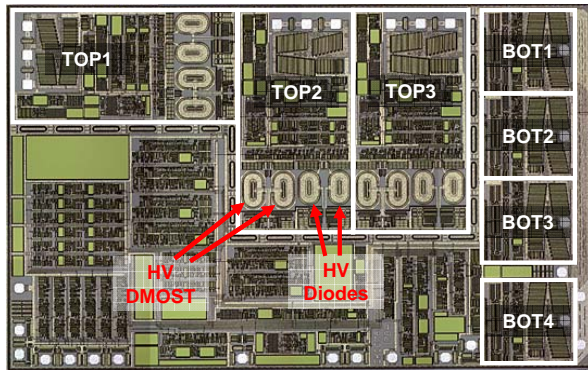 TOP1
TOP2
TOP3
BOT1
BOT2
BOT3
BOT4
HV
DMOST
HV
Diodes